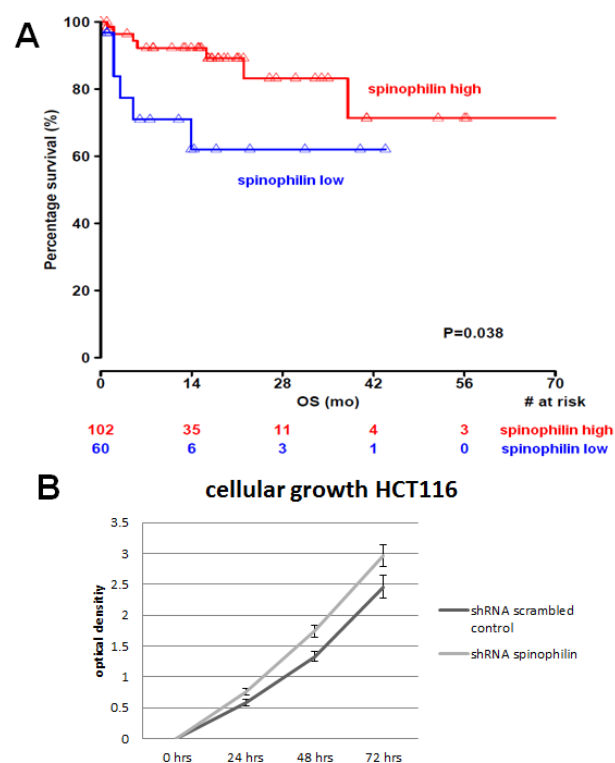 A
Percentage survival (%)
100
80
60
40
20
0
spinophilin high
spinophilin low
P=0.038
0 14 28 42 56 70
OS (mo) # at risk
102 35 11 4 3 spinophilin high
60 6 3 1 0 spinophilin low
B
cellular growth HCT116
optical densitiy
3.5
3
2.5
2
1.5
1
0.5
0
0 hrs 24 hrs 48 hrs 72 hrs
shRNA scrambled
control
shRNA spinophilin